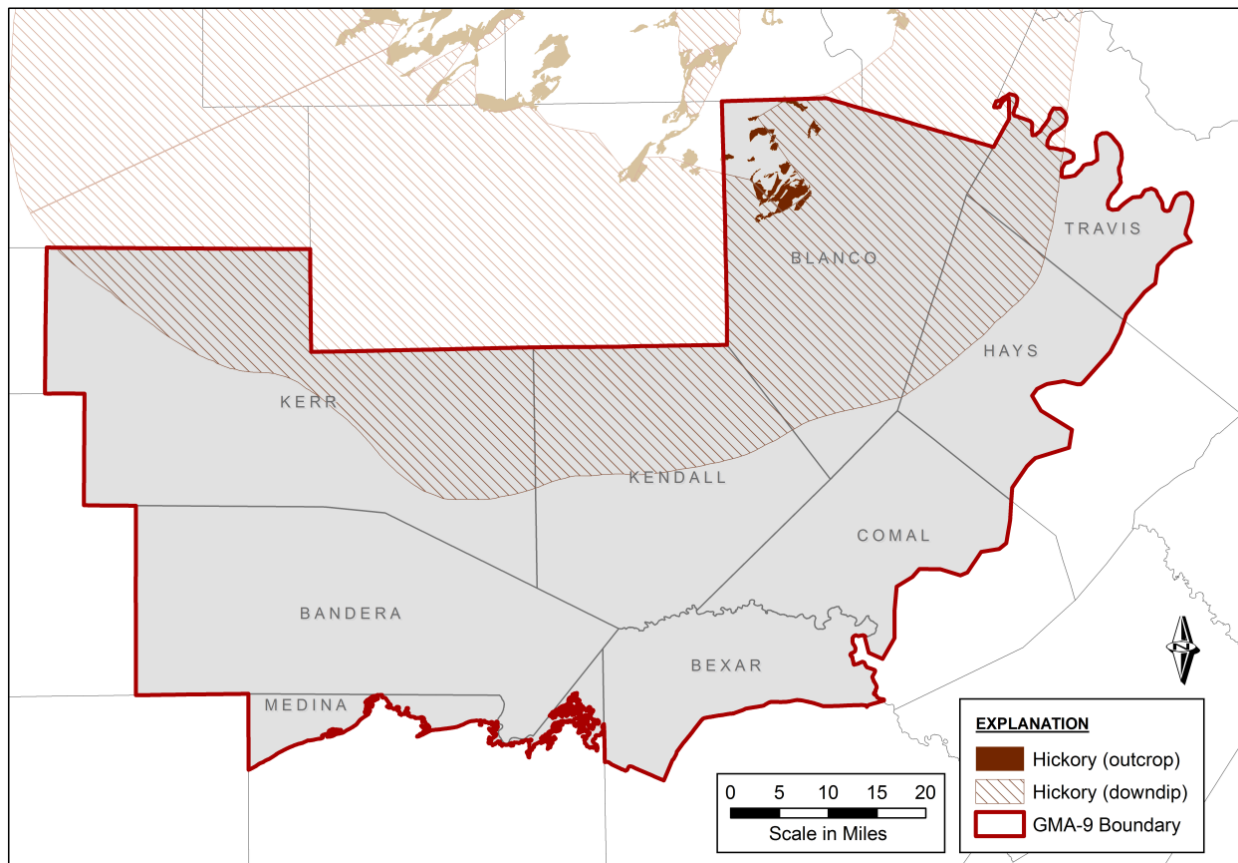 TRAVIS
BLANCO
HAYS
KERR
KENDALL
COMAL
BANDERA
BEXAR
MEDINA
N
EXPLANATION
Hickory (outcrop)
Hickory (downdip)
GMA-9 Boundary
0 5 10 15 20
Scale in Miles